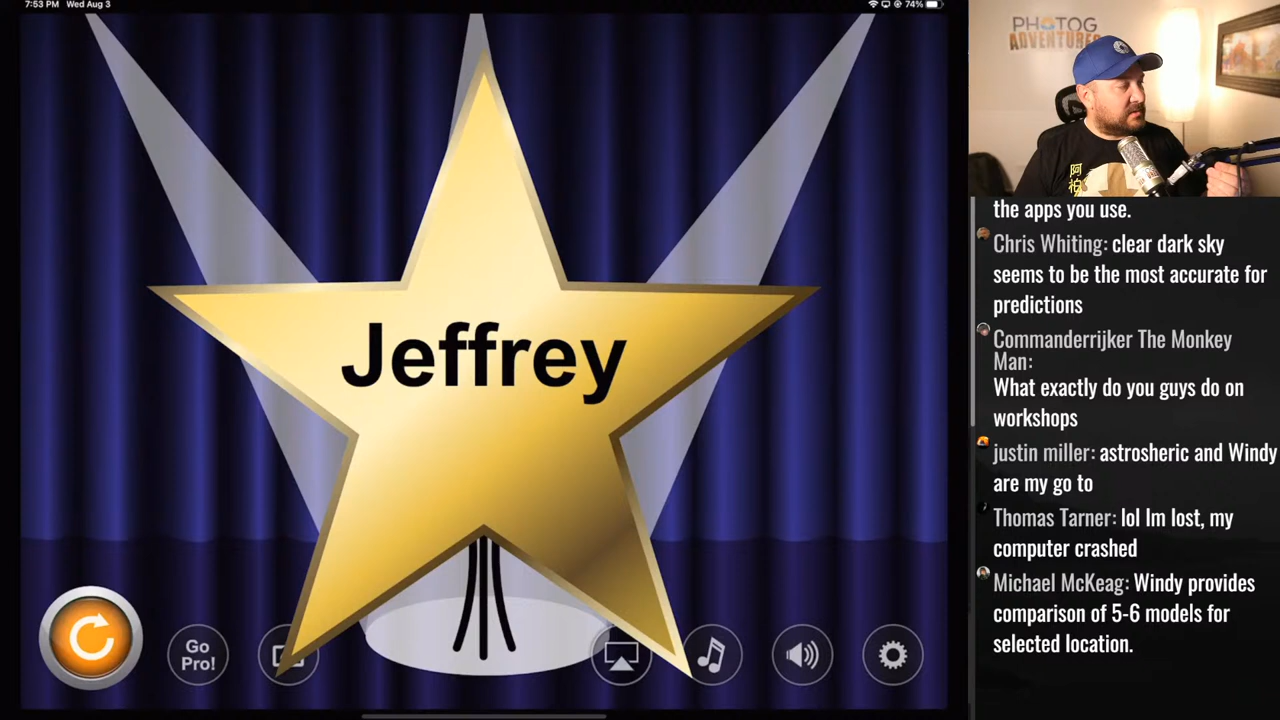 7:53 PM Wed Aug 3
74%
PHOTOG
ADVENTURES
Jeffrey
Go
Pro!
阿
the apps you use.
Chris Whiting: clear dark sky
seems to be the most accurate for
predictions
Commanderrijker The Monkey
Man:
What exactly do you guys do on
workshops
justin miller: astrosheric and Windy
are my go to
Thomas Tarner: lol Im lost, my
computer crashed
Michael McKeag: Windy provides
comparison of 5-6 models for
selected location.